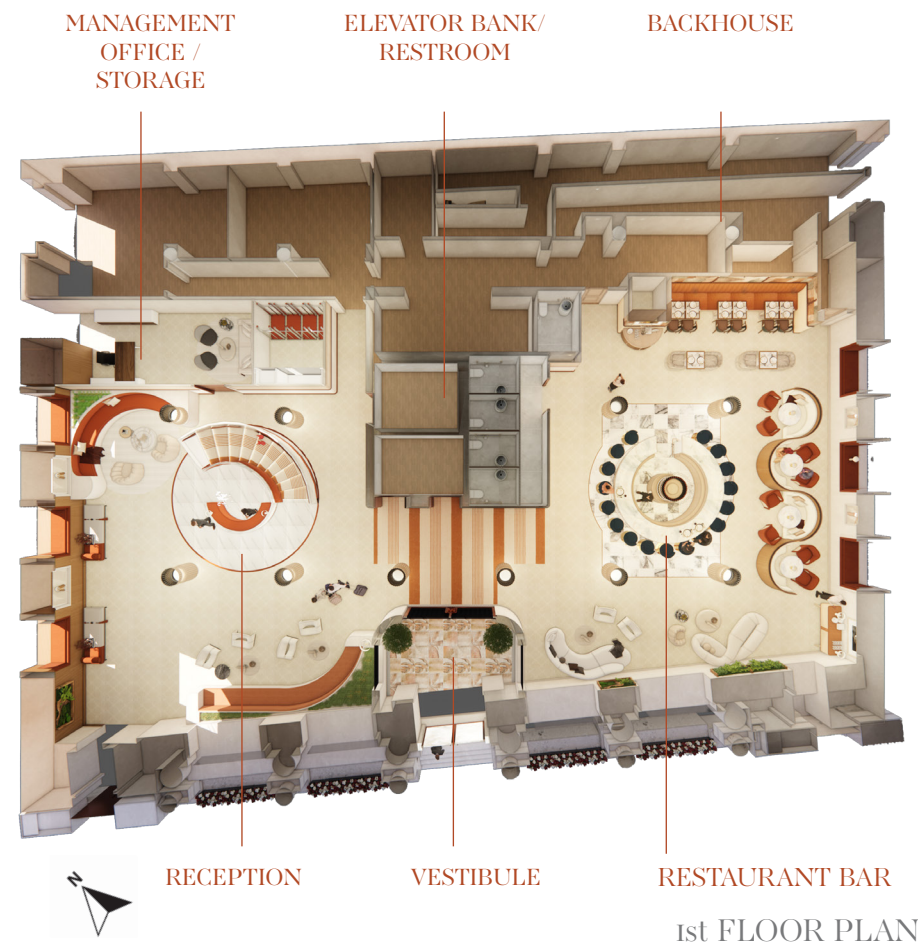 MANAGEMENT
OFFICE /
STORAGE
ELEVATOR BANK/
RESTROOM
BACKHOUSE
RECEPTION
VESTIBULE
RESTAURANT BAR
N
1st FLOOR PLAN